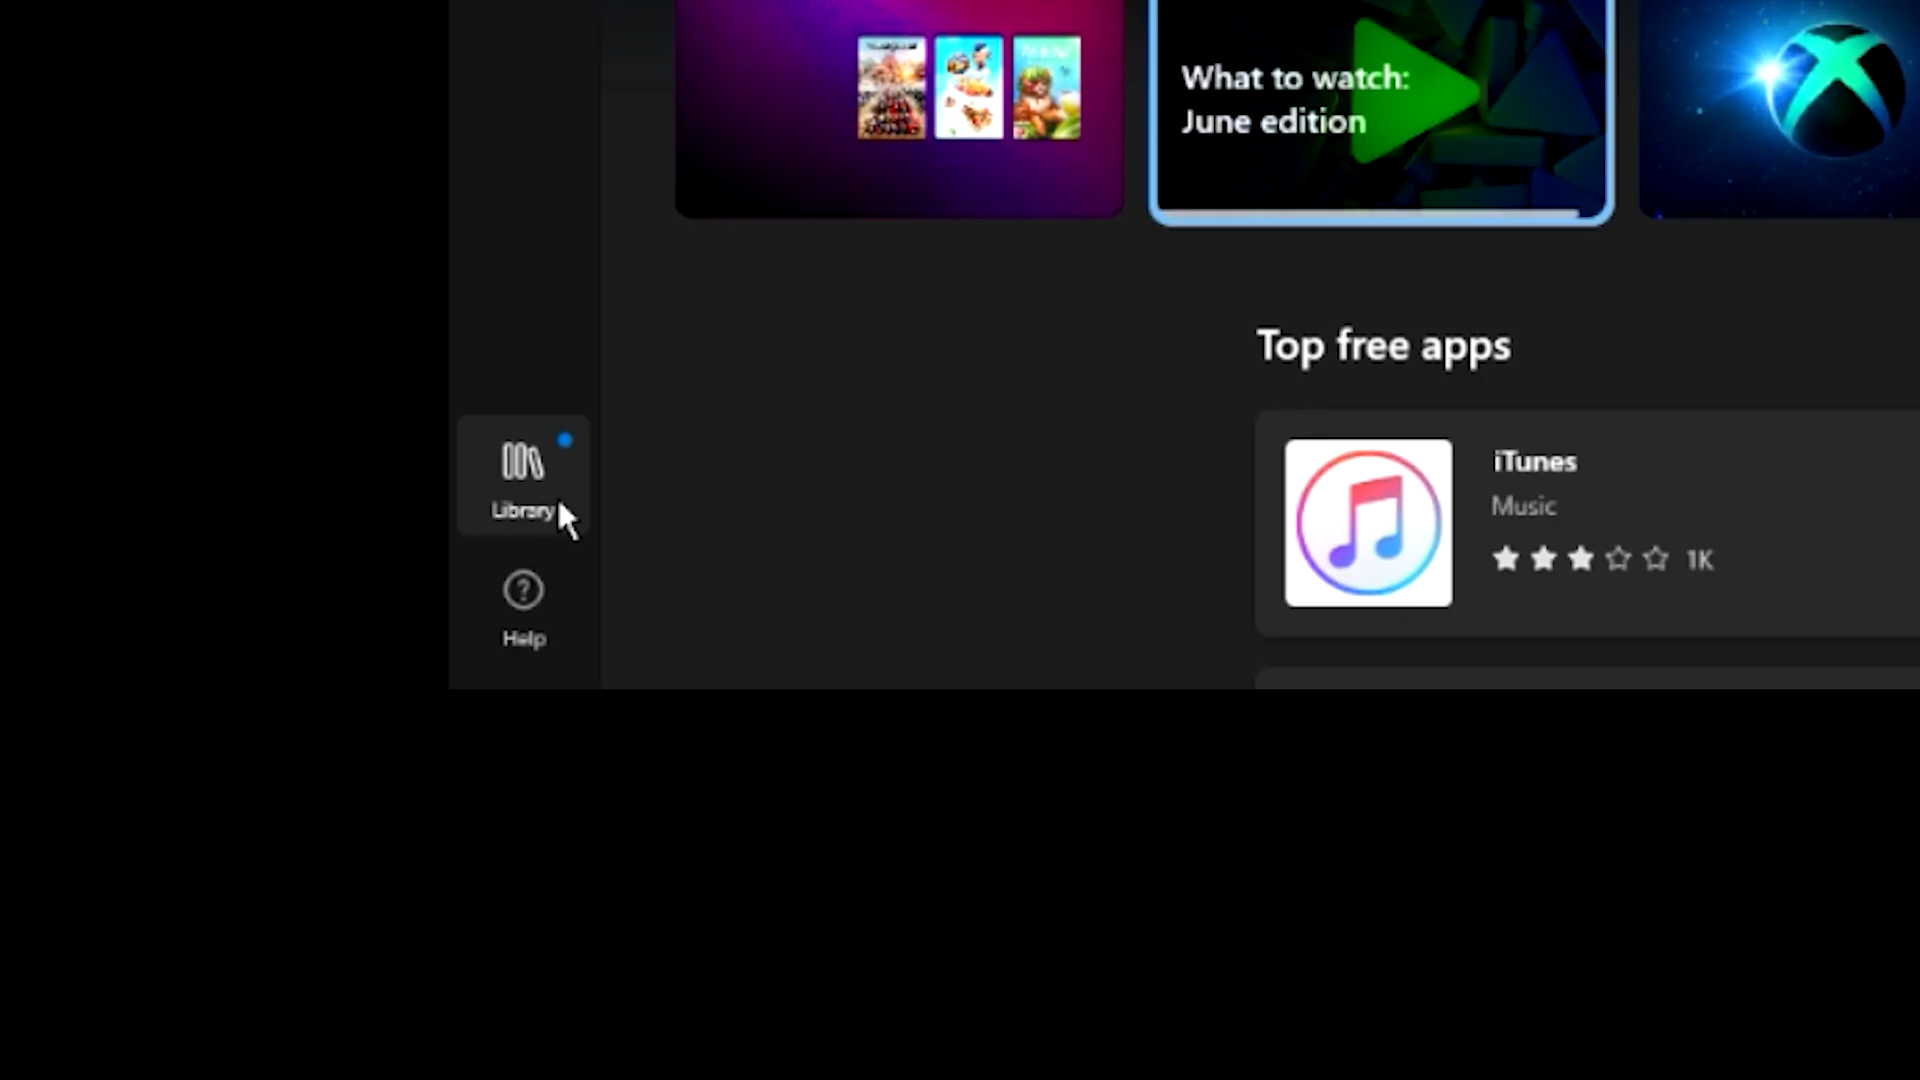 What to watch:
June edition
Top free apps
iTunes
Music
1K
Library
Help